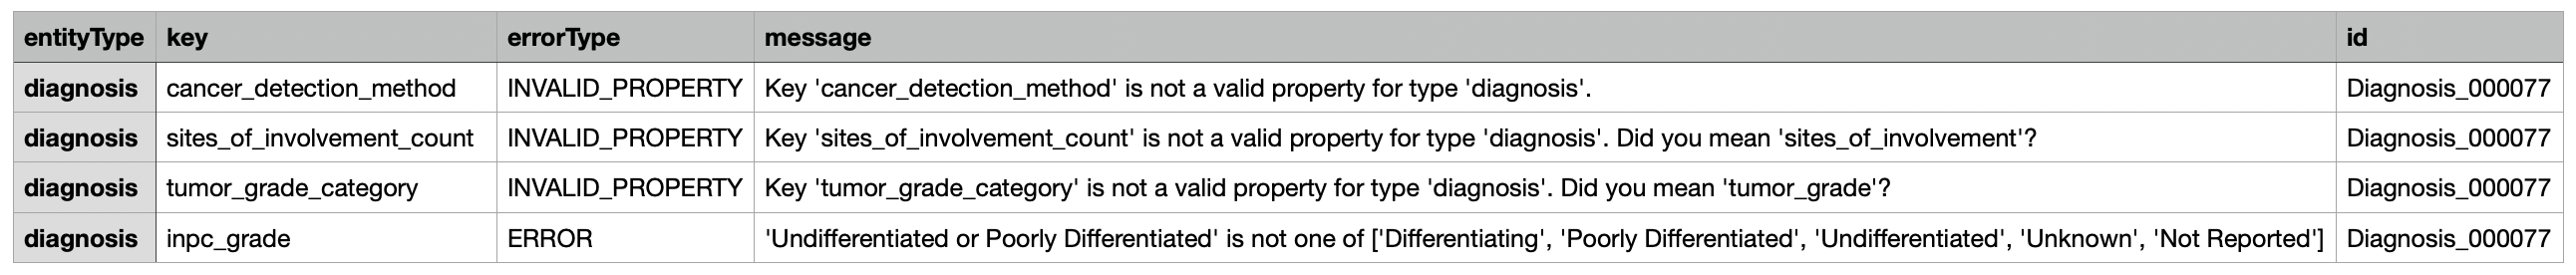 entityType key errorType message id
diagnosis cancer_detection_method INVALID_PROPERTY Key 'cancer_detection_method' is not a valid property for type 'diagnosis'. Diagnosis_000077
diagnosis sites_of_involvement_count INVALID_PROPERTY Key 'sites_of_involvement_count' is not a valid property for type 'diagnosis'. Did you mean 'sites_of_involvement'? Diagnosis_000077
diagnosis tumor_grade_category INVALID_PROPERTY Key 'tumor_grade_category' is not a valid property for type 'diagnosis'. Did you mean 'tumor_grade'? Diagnosis_000077
diagnosis inpc_grade ERROR 'Undifferentiated or Poorly Differentiated' is not one of ['Differentiating', 'Poorly Differentiated', 'Undifferentiated', 'Unknown', 'Not Reported'] Diagnosis_000077